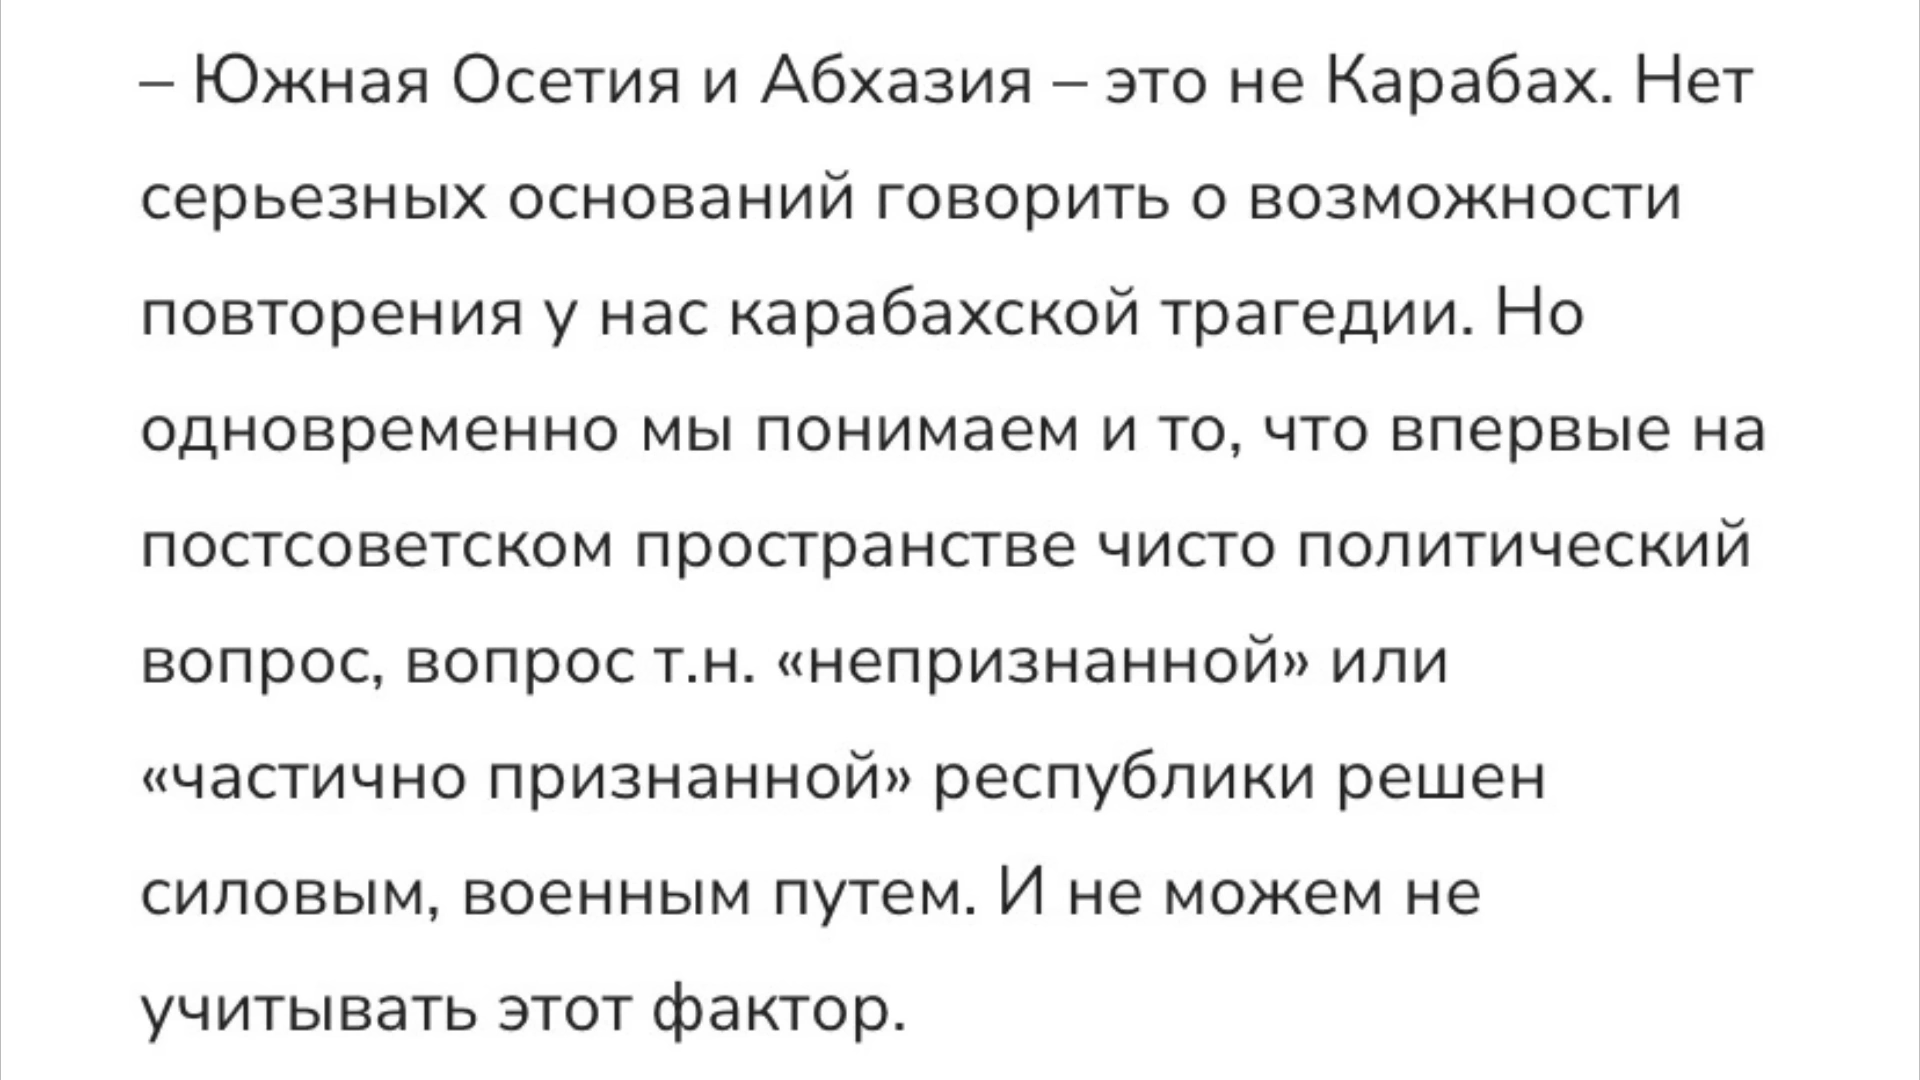 – Южная Осетия и Абхазия – это не Карабах. Нет
серьезных оснований говорить о возможности
повторения у нас карабахской трагедии. Но
одновременно мы понимаем и то, что впервые на
постсоветском пространстве чисто политический
вопрос, вопрос т.н. «непризнанной» или
«частично признанной» республики решен
силовым, военным путем. И не можем не
учитывать этот фактор.